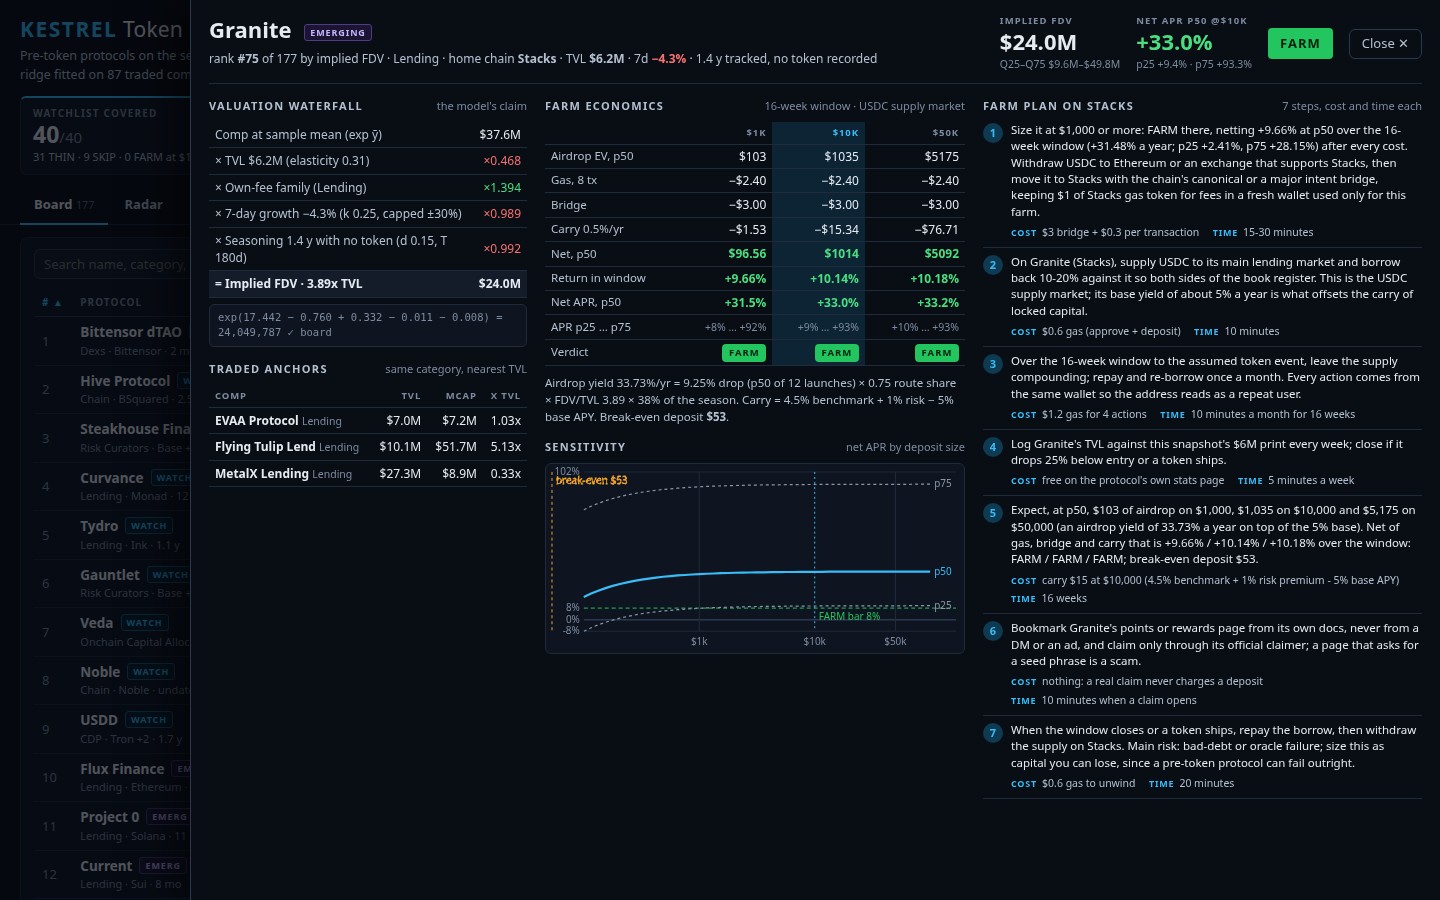 KESTREL Token
Pre-token protocols on the se
ridge fitted on 87 traded com
WATCHLIST COVERED
40/40
31 THIN · 9 SKIP · 0 FARM at $1
Board 177 Radar
Search name, category,
# ▲ PROTOCOL
1 Bittensor dTAO
Dexs · Bittensor · 2 m
2 Hive Protocol
Chain · BSquared · 2.
3 Steakhouse Fina
Risk Curators · Base +
4 Curvance WATCH
Lending · Monad · 12
5 Tydro WATCH
Lending · Ink · 1.1 y
6 Gauntlet WATCH
Risk Curators · Base +
7 Veda WATCH
Onchain Capital Alloc
8 Noble WATCH
Chain · Noble · undat
9 USDD WATCH
CDP · Tron +2 · 1.7 y
10 Flux Finance EM
Lending · Ethereum ·
11 Project 0 EMERG
Lending · Solana · 11
12 Current EMERG
Lending · Sui · 8 mo
Granite EMERGING
rank #75 of 177 by implied FDV · Lending · home chain Stacks · TVL $6.2M · 7d −4.3% · 1.4 y tracked, no token recorded
IMPLIED FDV
$24.0M
Q25–Q75 $9.6M–$49.8M
NET APR P50 @$10K
+33.0%
p25 +9.4% · p75 +93.3%
FARM
Close ✕
VALUATION WATERFALL the model's claim
Comp at sample mean (exp ȳ) $37.6M
× TVL $6.2M (elasticity 0.31) ×0.468
× Own-fee family (Lending) ×1.394
× 7-day growth −4.3% (k 0.25, capped ±30%) ×0.989
× Seasoning 1.4 y with no token (d 0.15, T
180d) ×0.992
= Implied FDV · 3.89x TVL $24.0M
exp(17.442 − 0.760 + 0.332 − 0.011 − 0.008) =
24,049,787 ✓ board
TRADED ANCHORS same category, nearest TVL
COMP TVL MCAP X TVL
EVAA Protocol Lending $7.0M $7.2M 1.03x
Flying Tulip Lend Lending $10.1M $51.7M 5.13x
MetalX Lending Lending $27.3M $8.9M 0.33x
FARM ECONOMICS 16-week window · USDC supply market
$1K $10K $50K
Airdrop EV, p50 $103 $1035 $5175
Gas, 8 tx −$2.40 −$2.40 −$2.40
Bridge −$3.00 −$3.00 −$3.00
Carry 0.5%/yr −$1.53 −$15.34 −$76.71
Net, p50 $96.56 $1014 $5092
Return in window +9.66% +10.14% +10.18%
Net APR, p50 +31.5% +33.0% +33.2%
APR p25 … p75 +8% … +92% +9% … +93% +10% … +93%
Verdict FARM FARM FARM
Airdrop yield 33.73%/yr = 9.25% drop (p50 of 12 launches) × 0.75 route share
× FDV/TVL 3.89 × 38% of the season. Carry = 4.5% benchmark + 1% risk − 5%
base APY. Break-even deposit $53.
SENSITIVITY net APR by deposit size
102%
break-even $53
p75
p50
8%
p25
0%
FARM bar 8%
-8%
$1k $10k $50k
FARM PLAN ON STACKS 7 steps, cost and time each
1 Size it at $1,000 or more: FARM there, netting +9.66% at p50 over the 16-
week window (+31.48% a year; p25 +2.41%, p75 +28.15%) after every cost.
Withdraw USDC to Ethereum or an exchange that supports Stacks, then
move it to Stacks with the chain's canonical or a major intent bridge,
keeping $1 of Stacks gas token for fees in a fresh wallet used only for this
farm.
COST $3 bridge + $0.3 per transaction TIME 15-30 minutes
2 On Granite (Stacks), supply USDC to its main lending market and borrow
back 10-20% against it so both sides of the book register. This is the USDC
supply market; its base yield of about 5% a year is what offsets the carry of
locked capital.
COST $0.6 gas (approve + deposit) TIME 10 minutes
3 Over the 16-week window to the assumed token event, leave the supply
compounding; repay and re-borrow once a month. Every action comes from
the same wallet so the address reads as a repeat user.
COST $1.2 gas for 4 actions TIME 10 minutes a month for 16 weeks
4 Log Granite's TVL against this snapshot's $6M print every week; close if it
drops 25% below entry or a token ships.
COST free on the protocol's own stats page TIME 5 minutes a week
5 Expect, at p50, $103 of airdrop on $1,000, $1,035 on $10,000 and $5,175 on
$50,000 (an airdrop yield of 33.73% a year on top of the 5% base). Net of
gas, bridge and carry that is +9.66% / +10.14% / +10.18% over the window:
FARM / FARM / FARM; break-even deposit $53.
COST carry $15 at $10,000 (4.5% benchmark + 1% risk premium - 5% base APY)
TIME 16 weeks
6 Bookmark Granite's points or rewards page from its own docs, never from a
DM or an ad, and claim only through its official claimer; a page that asks for
a seed phrase is a scam.
COST nothing: a real claim never charges a deposit
TIME 10 minutes when a claim opens
7 When the window closes or a token ships, repay the borrow, then withdraw
the supply on Stacks. Main risk: bad-debt or oracle failure; size this as
capital you can lose, since a pre-token protocol can fail outright.
COST $0.6 gas to unwind TIME 20 minutes